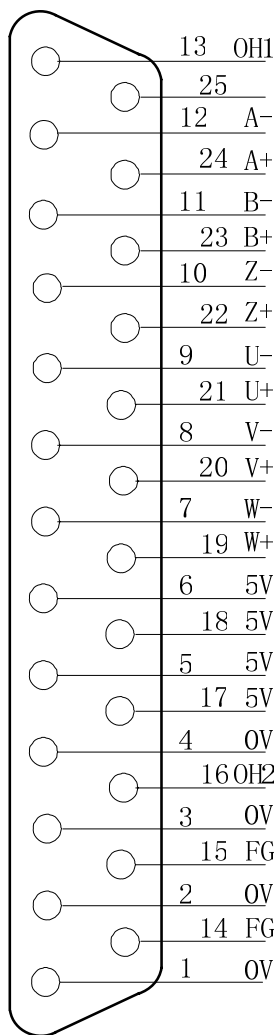 13 OH1
25
12 A-
24 A+
11 B-
23 B+
10 Z-
22 Z+
9 U-
21 U+
8 V-
20 V+
7 W-
19 W+
6 5V
18 5V
5 5V
17 5V
4 0V
16 OH2
3 0V
15 FG
2 0V
14 FG
1 0V